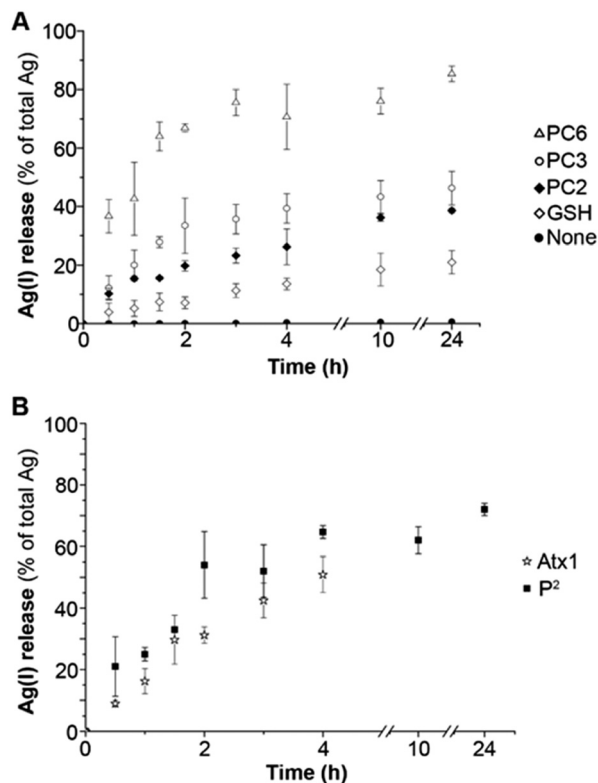 A
Ag(I) release (% of total Ag)
100
80
60
40
20
0
0 2 4 10 24
Time (h)
PC6
PC3
PC2
GSH
None
B
Ag(I) release (% of total Ag)
100
80
60
40
20
0
0 2 4 10 24
Time (h)
Atx1
P²